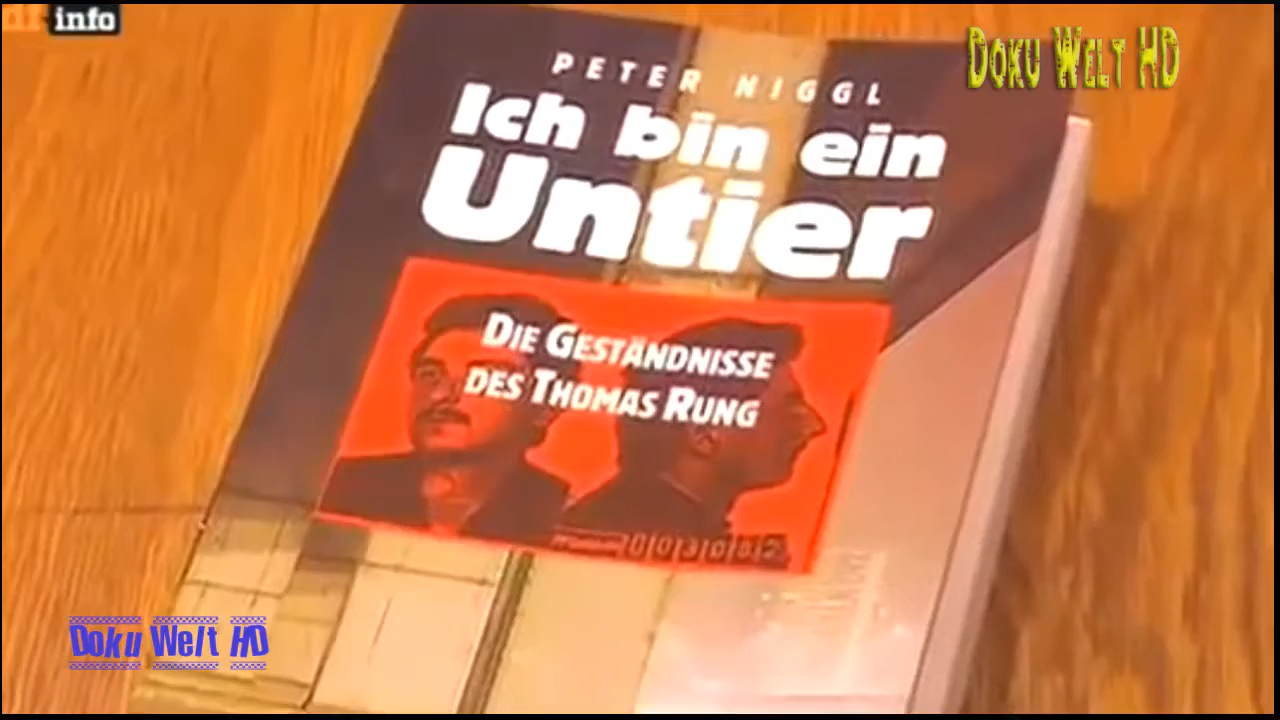 info
Doku Welt HD
PETER NIGGL
Ich bin ein
Untier
DIE GESTÄNDNISSE
DES THOMAS RUNG
Doku Welt HD